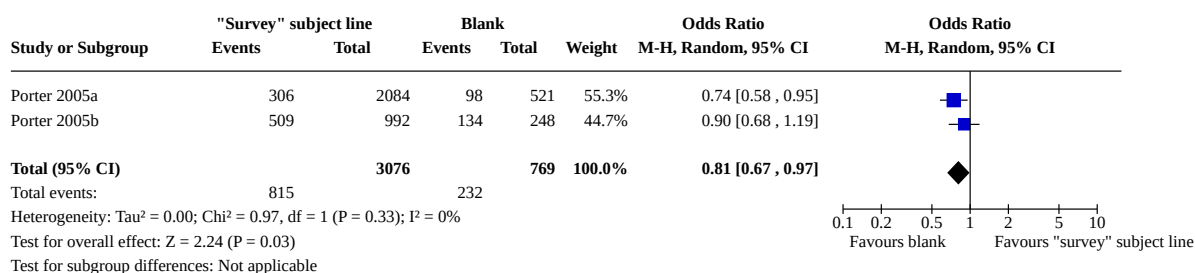 "Survey" subject line Blank Odds Ratio Odds Ratio
Study or Subgroup Events Total Events Total Weight M-H, Random, 95% CI M-H, Random, 95% CI
Porter 2005a 306 2084 98 521 55.3% 0.74 [0.58 , 0.95]
Porter 2005b 509 992 134 248 44.7% 0.90 [0.68 , 1.19]
Total (95% CI) 3076 769 100.0% 0.81 [0.67 , 0.97]
Total events: 815 232
Heterogeneity: Tau² = 0.00; Chi² = 0.97, df = 1 (P = 0.33); I² = 0%
0.1 0.2 0.5 1 2 5 10
Test for overall effect: Z = 2.24 (P = 0.03)
Favours blank Favours "survey" subject line
Test for subgroup differences: Not applicable